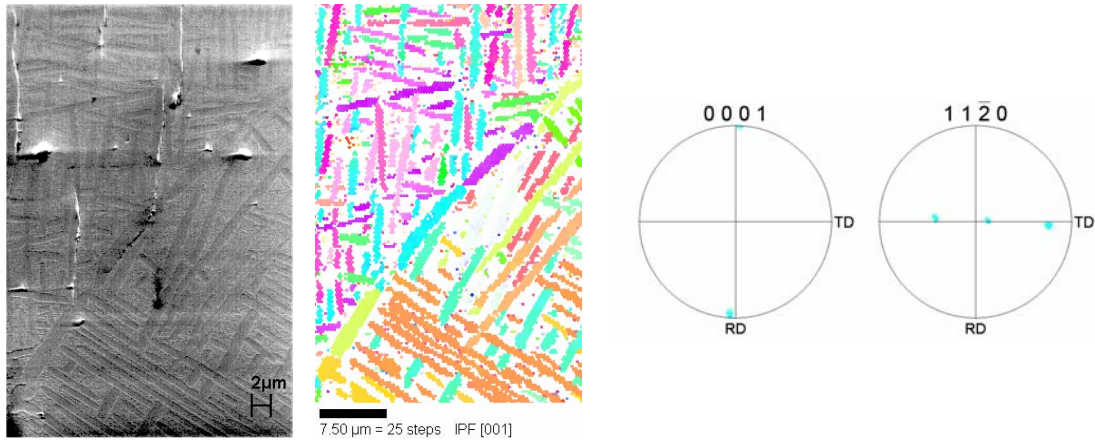 2µm
7.50 µm = 25 steps IPF [001]
0 0 0 1
TD
RD
1 1 2̅ 0
TD
RD